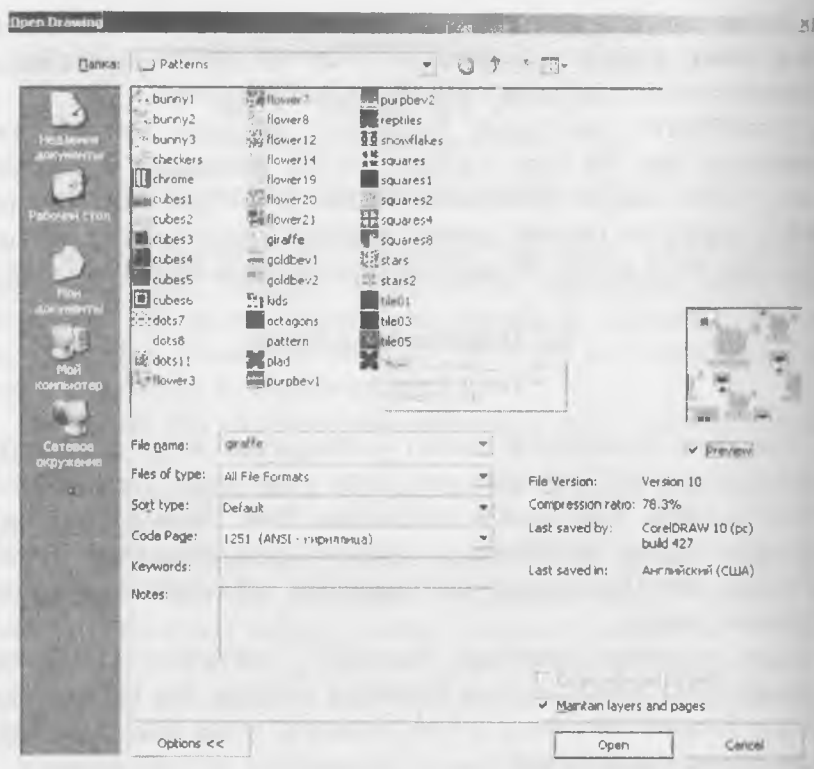 Open Drawing
Папка: Patterns
bunny1
bunny2
bunny3
checkers
chrome
cubes1
cubes2
cubes3
cubes4
cubes5
cubes6
dots7
dots8
dots11
flower3
flower7
flower8
flower12
flower14
flower19
flower20
flower21
giraffe
goldbev1
goldbev2
kids
octagons
pattern
plad
purpbev1
purpbev2
reptiles
snowflakes
squares
squares1
squares2
squares4
squares8
stars
stars2
tile01
tile03
tile05
Недавние документы
Рабочий стол
Мои документы
Мой компьютер
Сетевое окружение
File name: giraffe
Files of type: All File Formats
Sort type: Default
Code Page: 1251 (ANSI - кириллица)
Keywords:
Notes:
Preview
File Version: Version 10
Compression ratio: 78.3%
Last saved by: CorelDRAW 10 (pc)
build 427
Last saved in: Английский (США)
Maintain layers and pages
Options <<
Open
Cancel